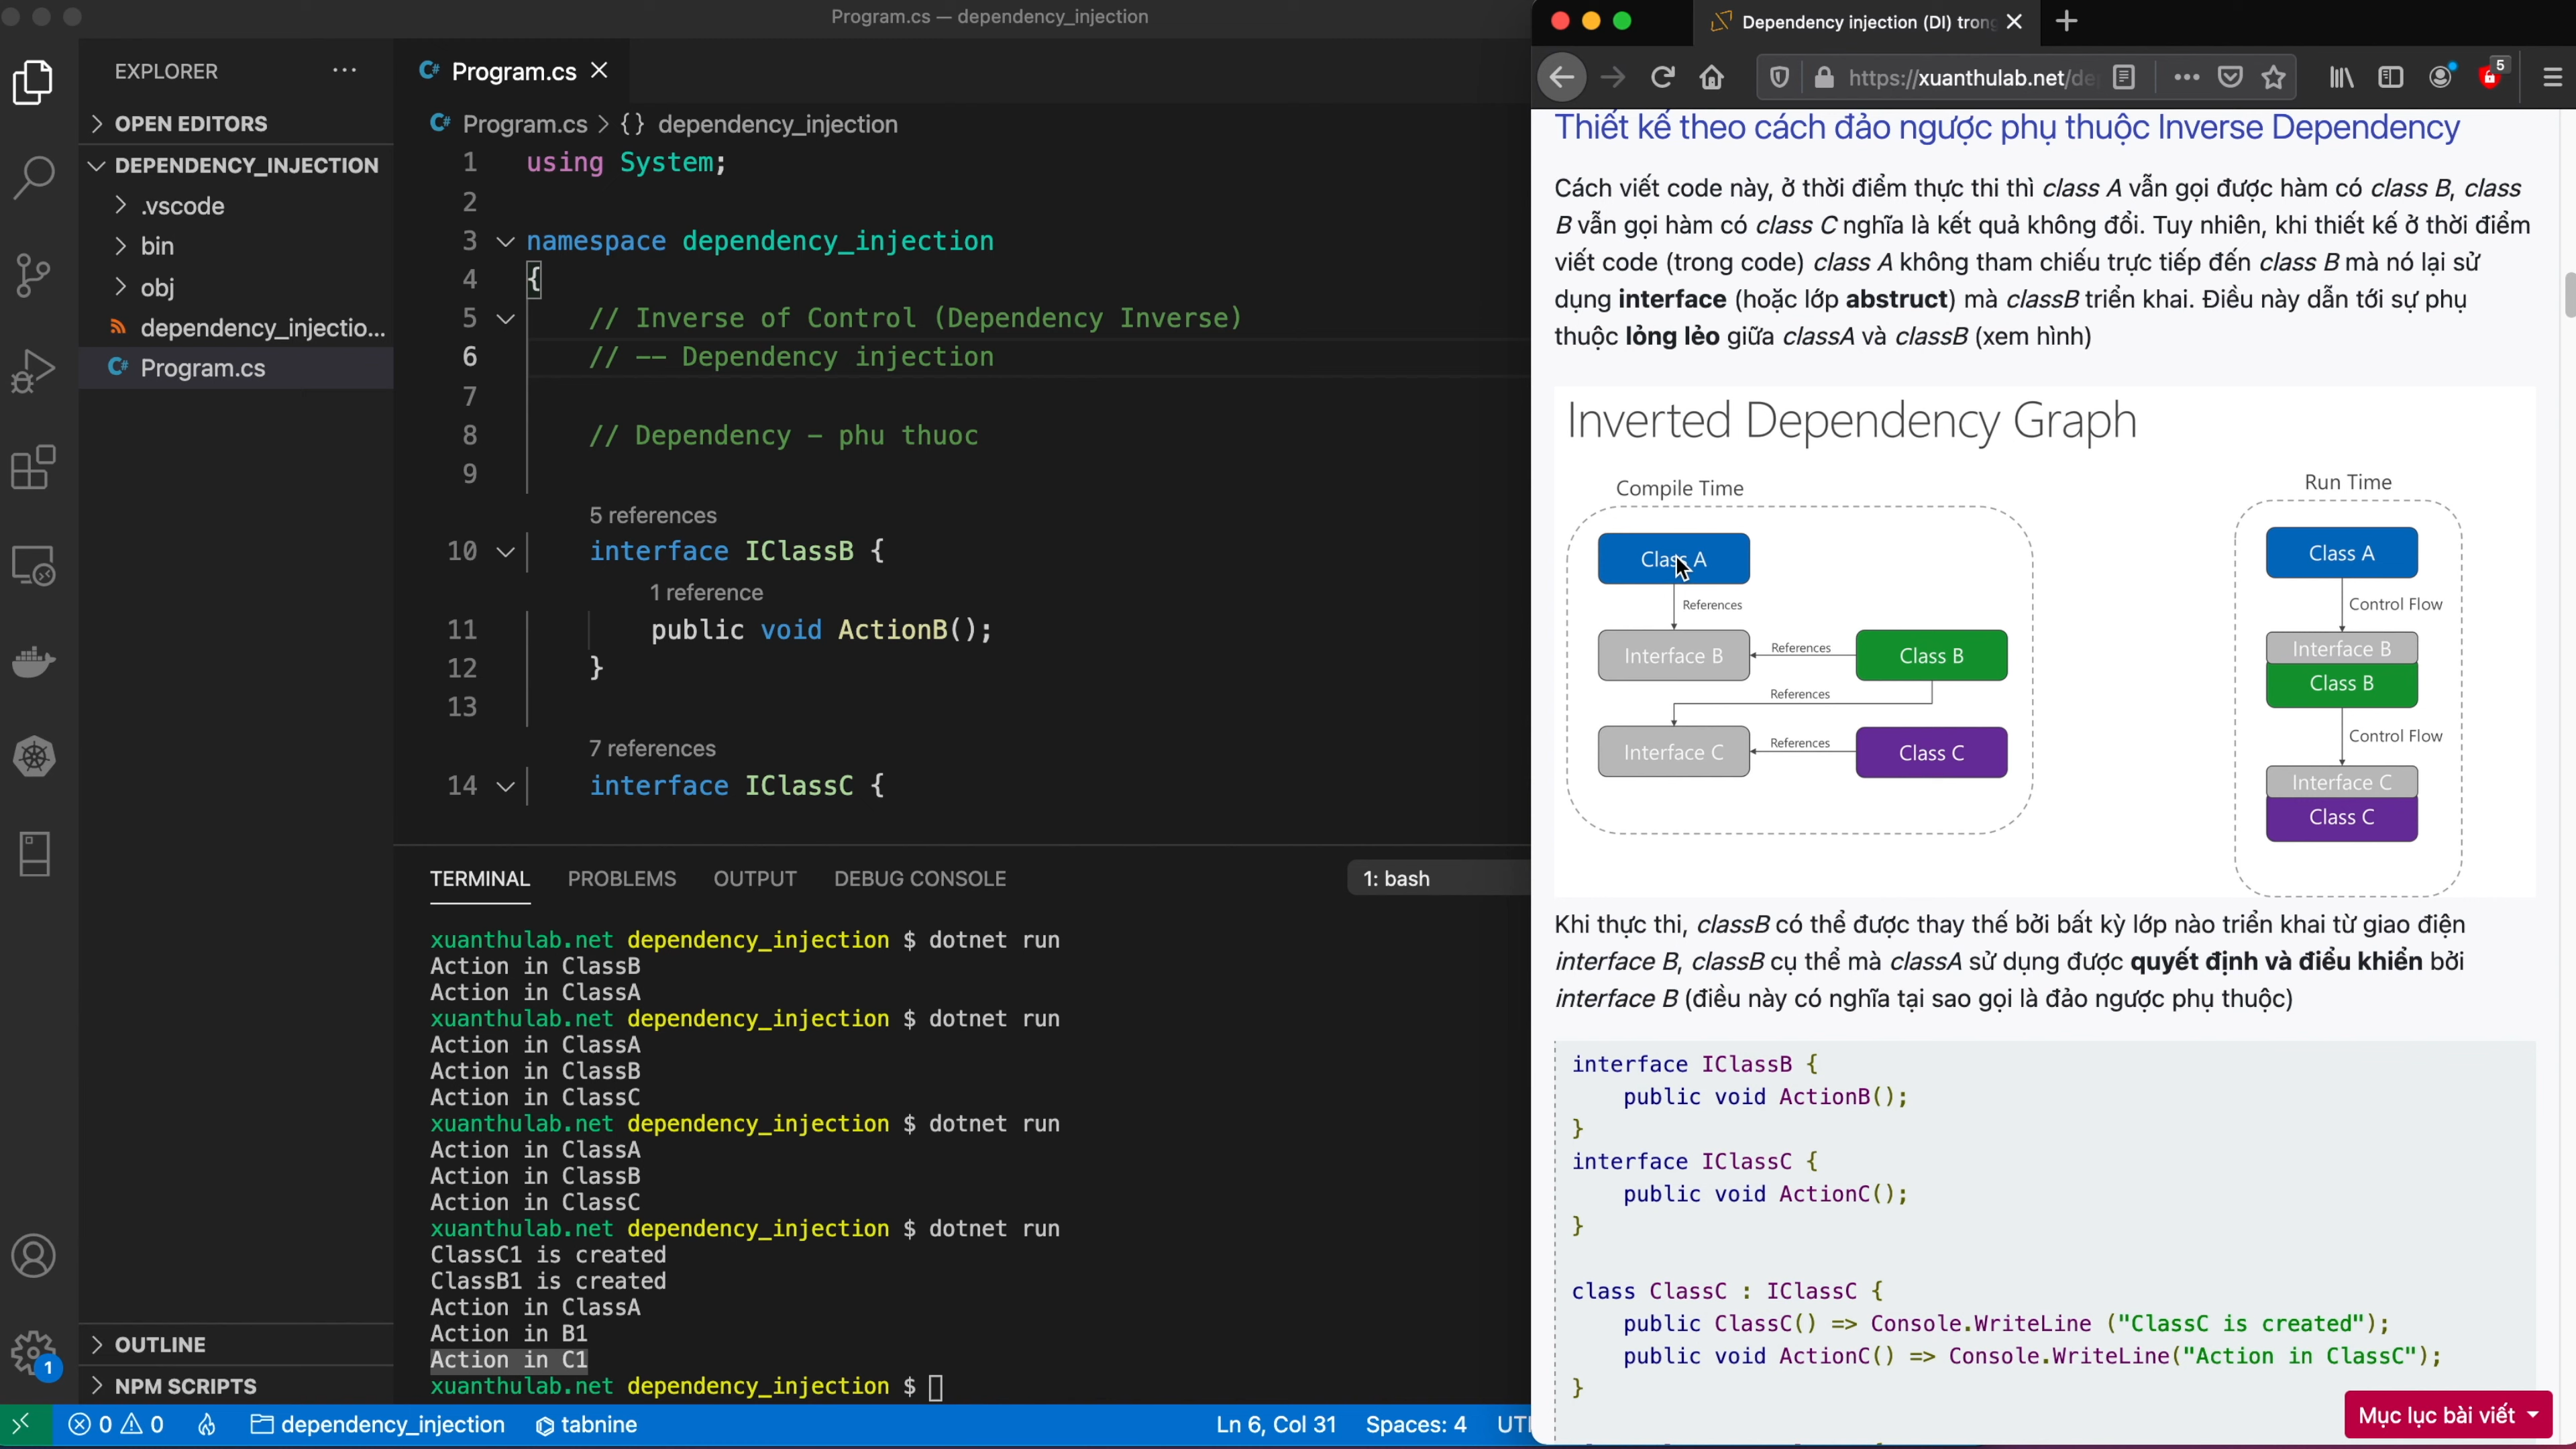 Program.cs — dependency_injection
EXPLORER
OPEN EDITORS
DEPENDENCY_INJECTION
.vscode
bin
obj
dependency_injectio...
Program.cs
OUTLINE
NPM SCRIPTS
Program.cs
Program.cs > {} dependency_injection
1 using System;
2
3 namespace dependency_injection
4 {
5 // Inverse of Control (Dependency Inverse)
6 // –– Dependency injection
7
8 // Dependency – phu thuoc
9
5 references
10 interface IClassB {
1 reference
11 public void ActionB();
12 }
13
7 references
14 interface IClassC {
TERMINAL PROBLEMS OUTPUT DEBUG CONSOLE 1: bash
xuanthulab.net dependency_injection $ dotnet run
Action in ClassB
Action in ClassA
xuanthulab.net dependency_injection $ dotnet run
Action in ClassA
Action in ClassB
Action in ClassC
xuanthulab.net dependency_injection $ dotnet run
Action in ClassA
Action in ClassB
Action in ClassC
xuanthulab.net dependency_injection $ dotnet run
ClassC1 is created
ClassB1 is created
Action in ClassA
Action in B1
Action in C1
xuanthulab.net dependency_injection $
1
0 0 dependency_injection tabnine Ln 6, Col 31 Spaces: 4 UTF
Dependency injection (DI) tron
https://xuanthulab.net/de
5
Thiết kế theo cách đảo ngược phụ thuộc Inverse Dependency
Cách viết code này, ở thời điểm thực thi thì class A vẫn gọi được hàm có class B, class
B vẫn gọi hàm có class C nghĩa là kết quả không đổi. Tuy nhiên, khi thiết kế ở thời điểm
viết code (trong code) class A không tham chiếu trực tiếp đến class B mà nó lại sử
dụng interface (hoặc lớp abstruct) mà classB triển khai. Điều này dẫn tới sự phụ
thuộc lỏng lẻo giữa classA và classB (xem hình)
Inverted Dependency Graph
Compile Time
Class A
References
Interface B
References
Class B
References
Interface C
References
Class C
Run Time
Class A
Control Flow
Interface B
Class B
Control Flow
Interface C
Class C
Khi thực thi, classB có thể được thay thế bởi bất kỳ lớp nào triển khai từ giao điện
interface B, classB cụ thể mà classA sử dụng được quyết định và điều khiển bởi
interface B (điều này có nghĩa tại sao gọi là đảo ngược phụ thuộc)
interface IClassB {
public void ActionB();
}
interface IClassC {
public void ActionC();
}
class ClassC : IClassC {
public ClassC() => Console.WriteLine ("ClassC is created");
public void ActionC() => Console.WriteLine("Action in ClassC");
}
Mục lục bài viết